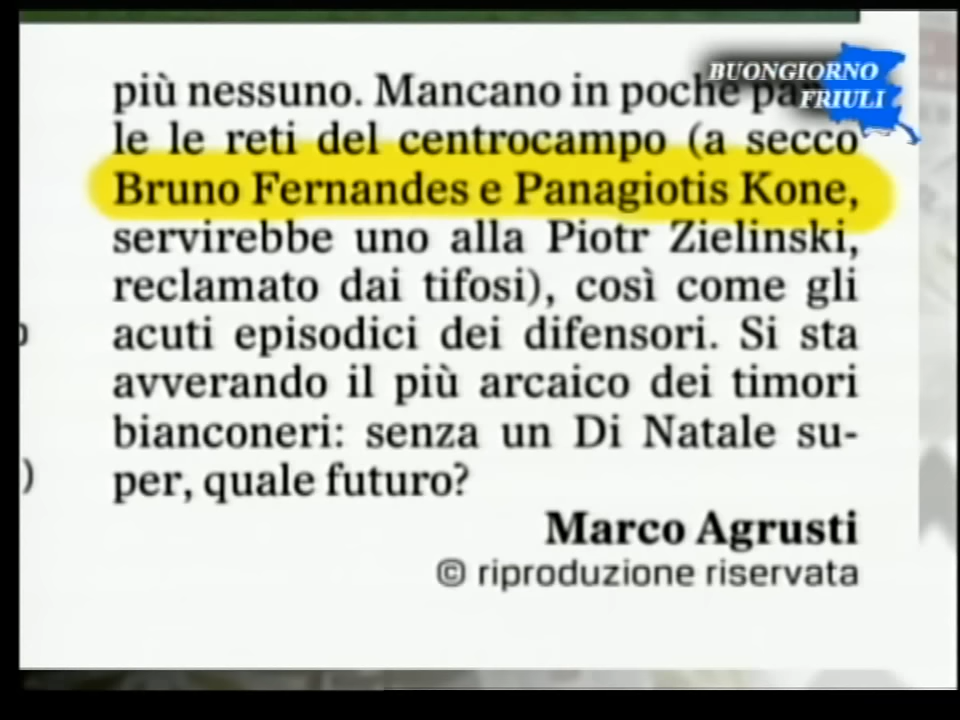 BUONGIORNO
FRIULI
più nessuno. Mancano in poche
le le reti del centrocampo (a secco
Bruno Fernandes e Panagiotis Kone,
servirebbe uno alla Piotr Zielinski,
reclamato dai tifosi), così come gli
acuti episodici dei difensori. Si sta
avverando il più arcaico dei timori
bianconeri: senza un Di Natale su-
per, quale futuro?
Marco Agrusti
© riproduzione riservata